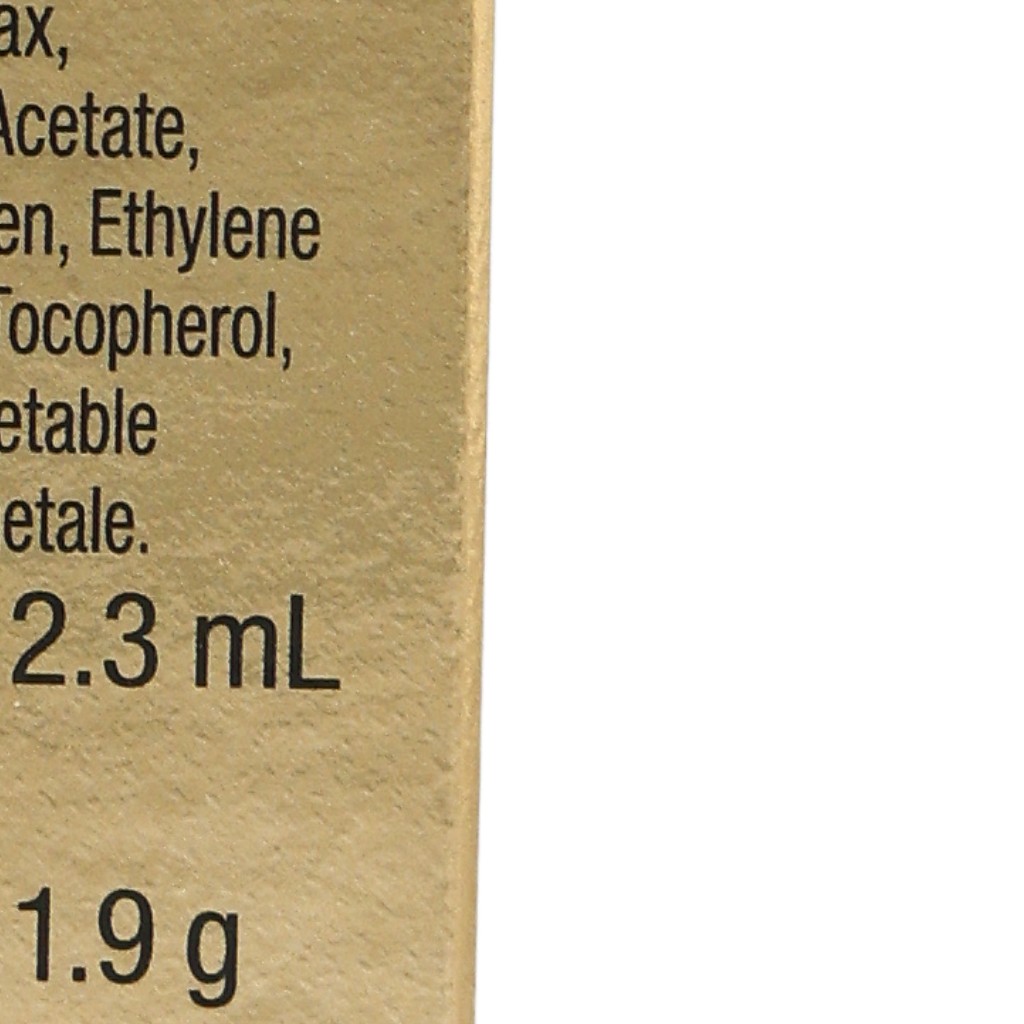 ax,
Acetate,
en, Ethylene
Tocopherol,
etable
etale.
2.3 mL
1.9 g